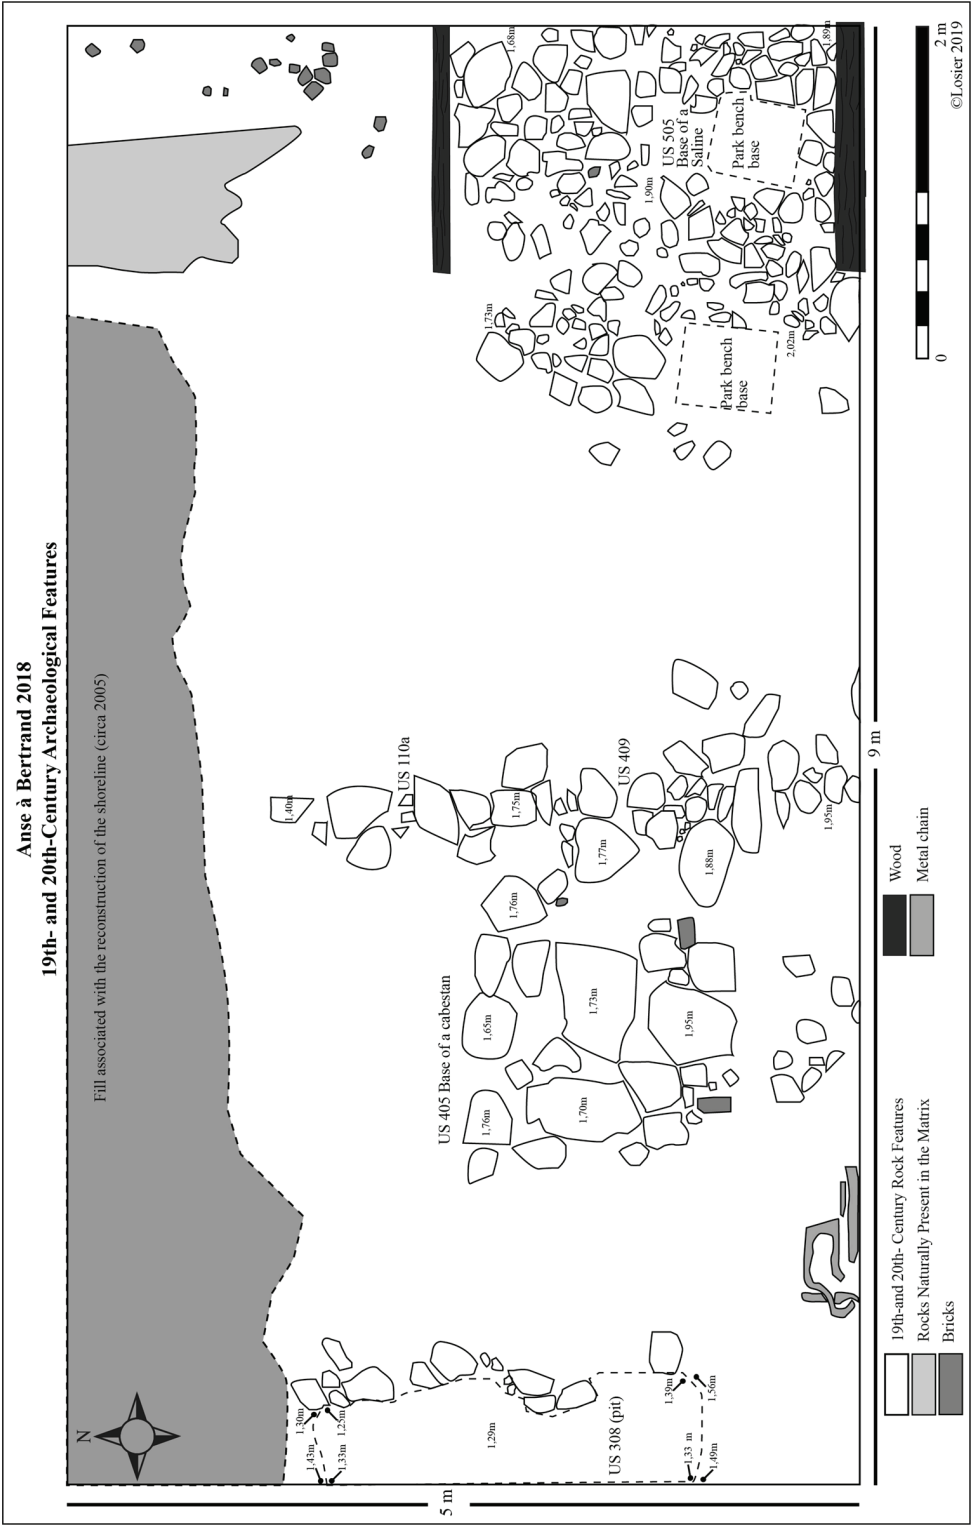 Anse à Bertrand 2018
19th- and 20th-Century Archaeological Features
N
Fill associated with the reconstruction of the shoreline (circa 2005)
1,43m
1,30m
1,33m
1,25m
1,29m
US 308 (pit)
1,39m
1,33 m
1,56m
1,49m
US 405 Base of a cabestan
1,76m
1,65m
1,70m
1,73m
1,95m
1,40m
US 110a
1,76m
1,75m
1,77m
US 409
1,88m
1,95m
1,68m
1,73m
1,90m
US 505
Base of a
Saline
Park bench
base
Park bench
base
2,02m
1,89m
5 m
9 m
19th-and 20th- Century Rock Features
Rocks Naturally Present in the Matrix
Bricks
Wood
Metal chain
0
2 m
©Losier 2019